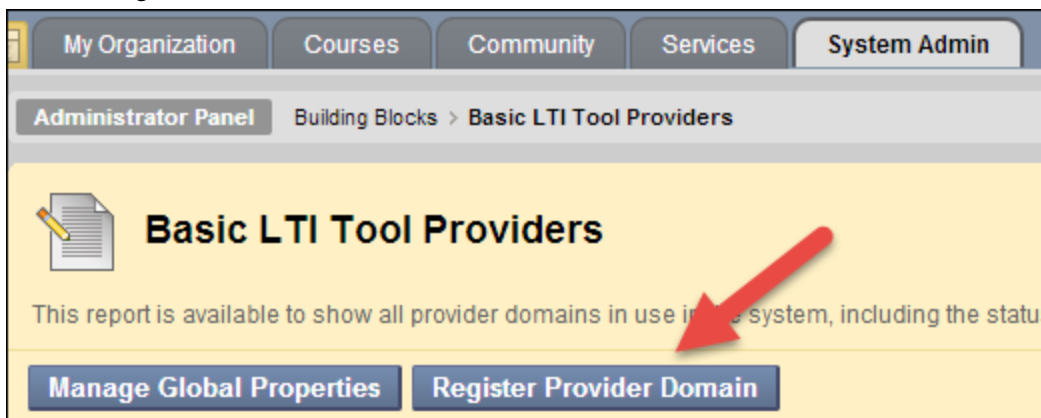 My Organization Courses Community Services System Admin
Administrator Panel Building Blocks > Basic LTI Tool Providers
Basic LTI Tool Providers
This report is available to show all provider domains in use system, including the
Manage Global Properties Register Provider Domain